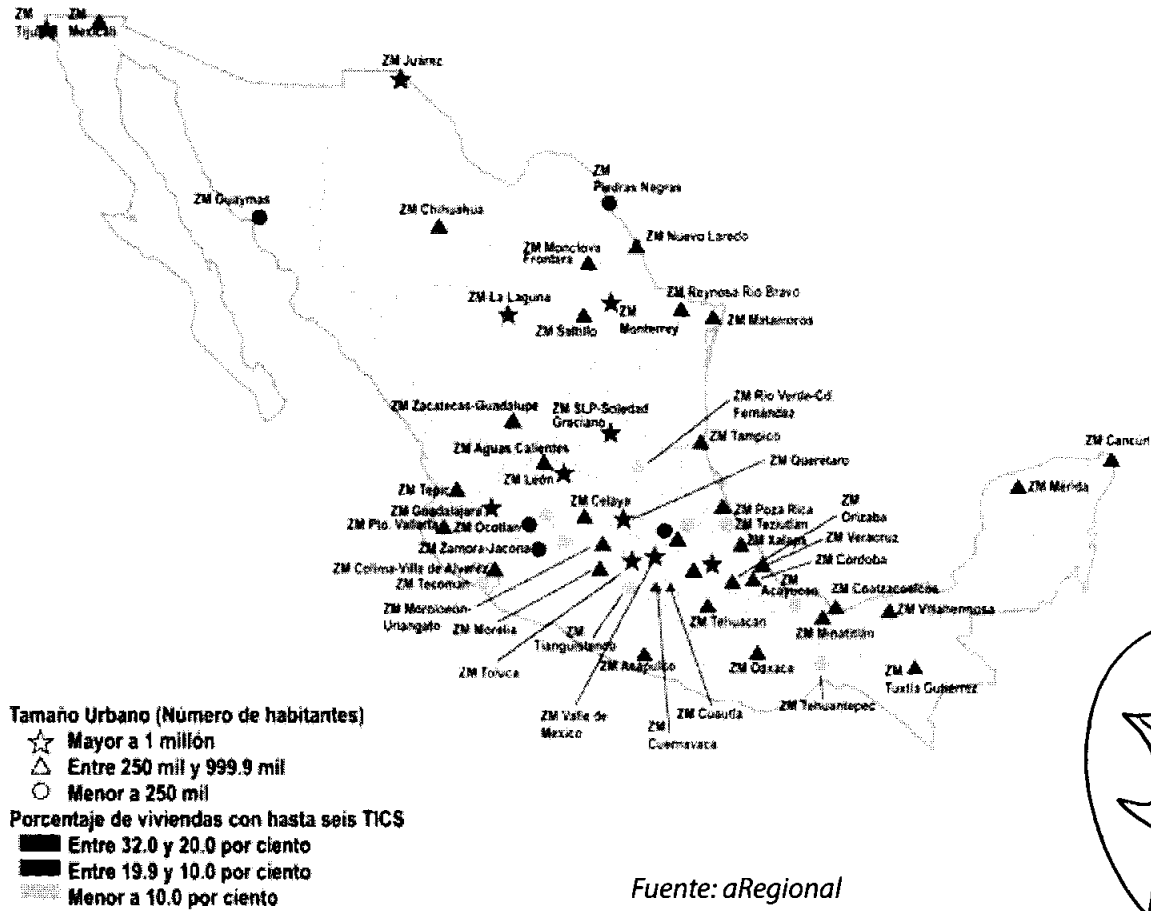 ZM
Tijuana
ZM
Mexicali
ZM Juárez
ZM
Piedras Negras
ZM Guaymas
ZM Chihuahua
ZM Nuevo Laredo
ZM Monclova
Frontera
ZM La Laguna
ZM Reynosa-Rio Bravo
ZM Saltillo
ZM
Monterrey
ZM Matamoros
ZM Rio Verde-Cd.
Fernández
ZM Zacatecas-Guadalupe
ZM SLP-Soledad
Graciano
ZM Tampico
ZM Cancún
ZM Aguas Calientes
ZM Querétaro
ZM León
ZM Mérida
ZM Tepic
ZM Celaya
ZM
Orizaba
ZM Guadalajara
ZM Poza Rica
ZM Pto. Vallarta
ZM Ocotlán
ZM Teziutlán
ZM Xalapa
ZM Veracruz
ZM Zamora-Jacona
ZM Córdoba
ZM Colima-Villa de Alvarez
ZM Tecomán
ZM
Acayucan
ZM Coatzacoalcos
ZM Moroleón-
Uriangato
ZM Morelia
ZM
Tianguistenco
ZM Tehuacan
ZM Minatitlán
ZM Villahermosa
ZM Toluca
ZM Acapulco
ZM Oaxaca
ZM
Tuxtla Gutiérrez
ZM Valle de
Mexico
ZM
Cuernavaca
ZM Cuautla
ZM Tehuantepec
Tamaño Urbano (Número de habitantes)
Mayor a 1 millón
Entre 250 mil y 999.9 mil
Menor a 250 mil
Porcentaje de viviendas con hasta seis TICS
Entre 32.0 y 20.0 por ciento
Entre 19.9 y 10.0 por ciento
Menor a 10.0 por ciento
Fuente: aRegional